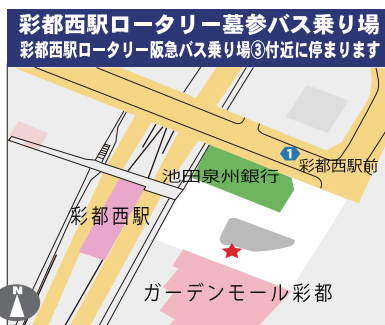 彩都西駅ロータリー墓参バス乗り場
彩都西駅ロータリー阪急バス乗り場③付近に停まります
1
彩都西駅前
池田泉州銀行
彩都西駅
ガーデンモール彩都
N